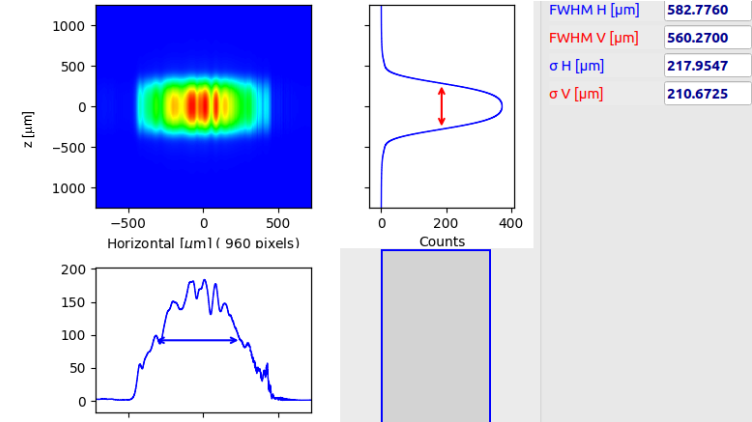 1000
500
0
−500
1000
z [µm]
−500
0
500
Horizontal [µm] ( 960 pixels)
0
200
400
Counts
FWHM H [µm]
582.7760
FWHM V [µm]
560.2700
σ H [µm]
217.9547
σ V [µm]
210.6725
200
150
100
50
0